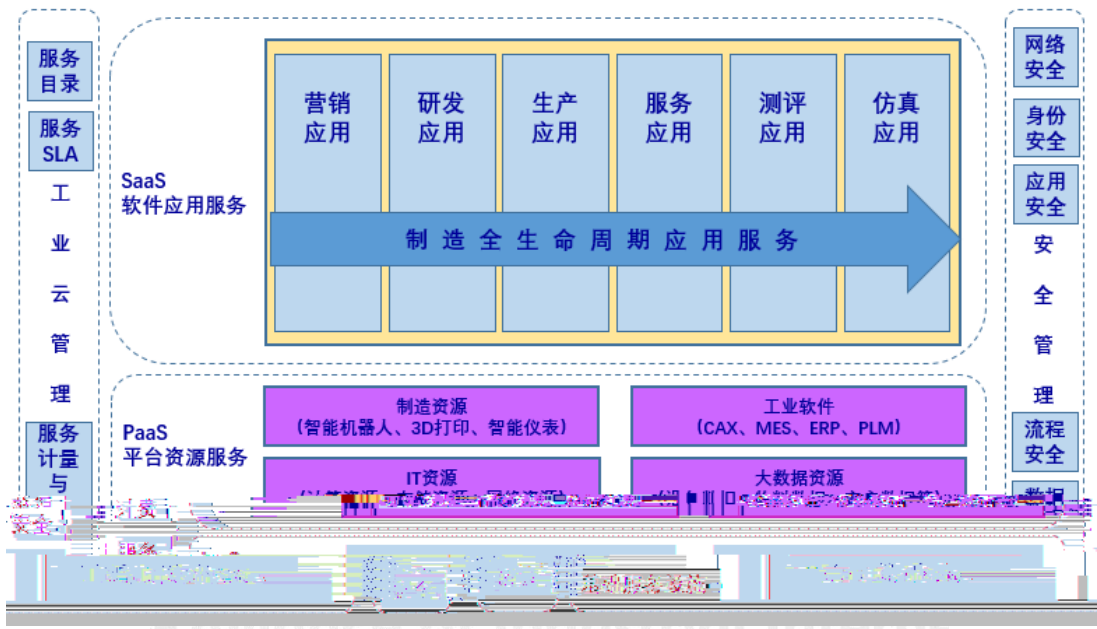 服务
目录
服务
SLA
工
业
云
管
理
服务
计量
与
SaaS
软件应用服务
营销
应用
研发
应用
生产
应用
服务
应用
测评
应用
仿真
应用
制造全生命周期应用服务
PaaS
平台资源服务
制造资源
(智能机器人、3D打印、智能仪表)
工业软件
(CAX、MES、ERP、PLM)
IT资源
大数据资源
网络
安全
身份
安全
应用
安全
安
全
管
理
流程
安全
数据